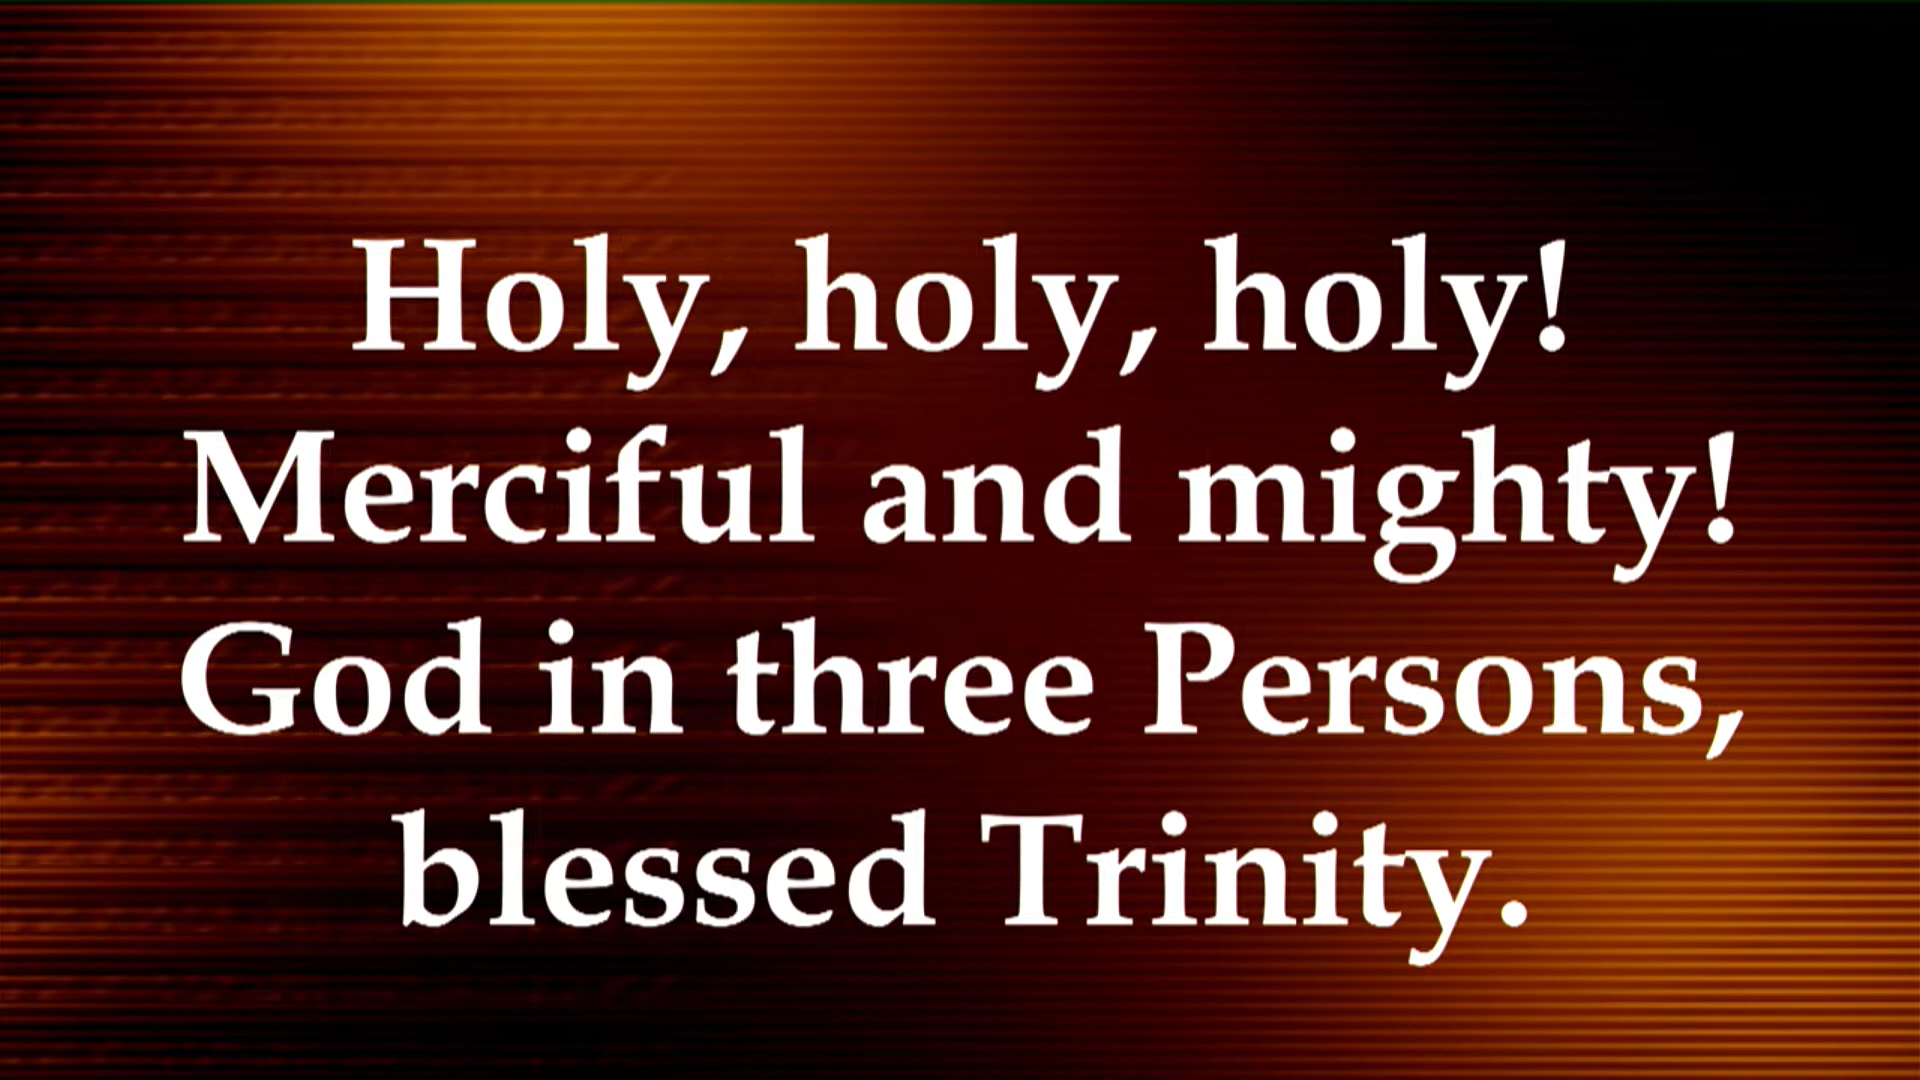 Holy, holy, holy!
Merciful and mighty!
God in three Persons,
blessed Trinity.